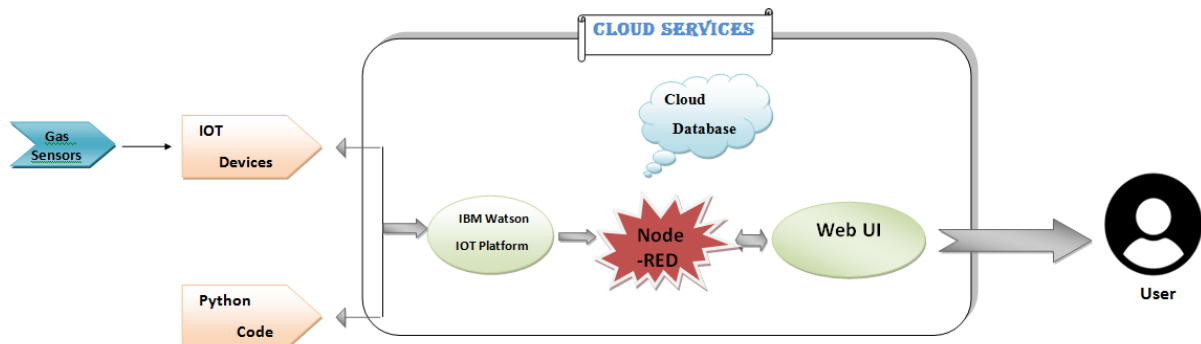 CLOUD SERVICES
Cloud
Database
Gas
Sensors
IOT
Devices
IBM Watson
IOT Platform
Node
-RED
Web UI
User
Python
Code